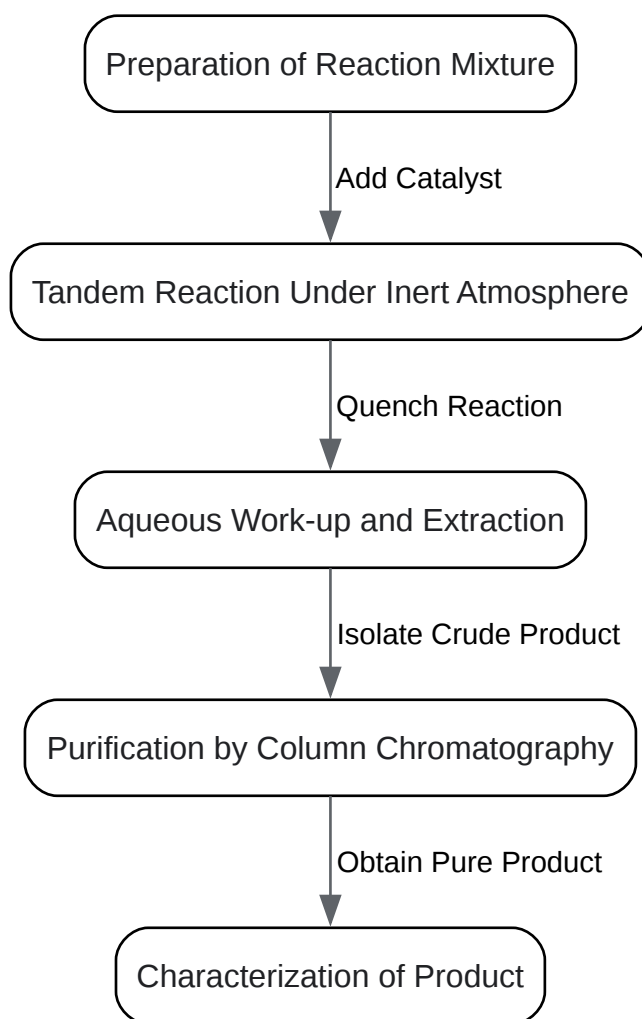 Preparation of Reaction Mixture
Add Catalyst
Tandem Reaction Under Inert Atmosphere
Quench Reaction
Aqueous Work-up and Extraction
Isolate Crude Product
Purification by Column Chromatography
Obtain Pure Product
Characterization of Product